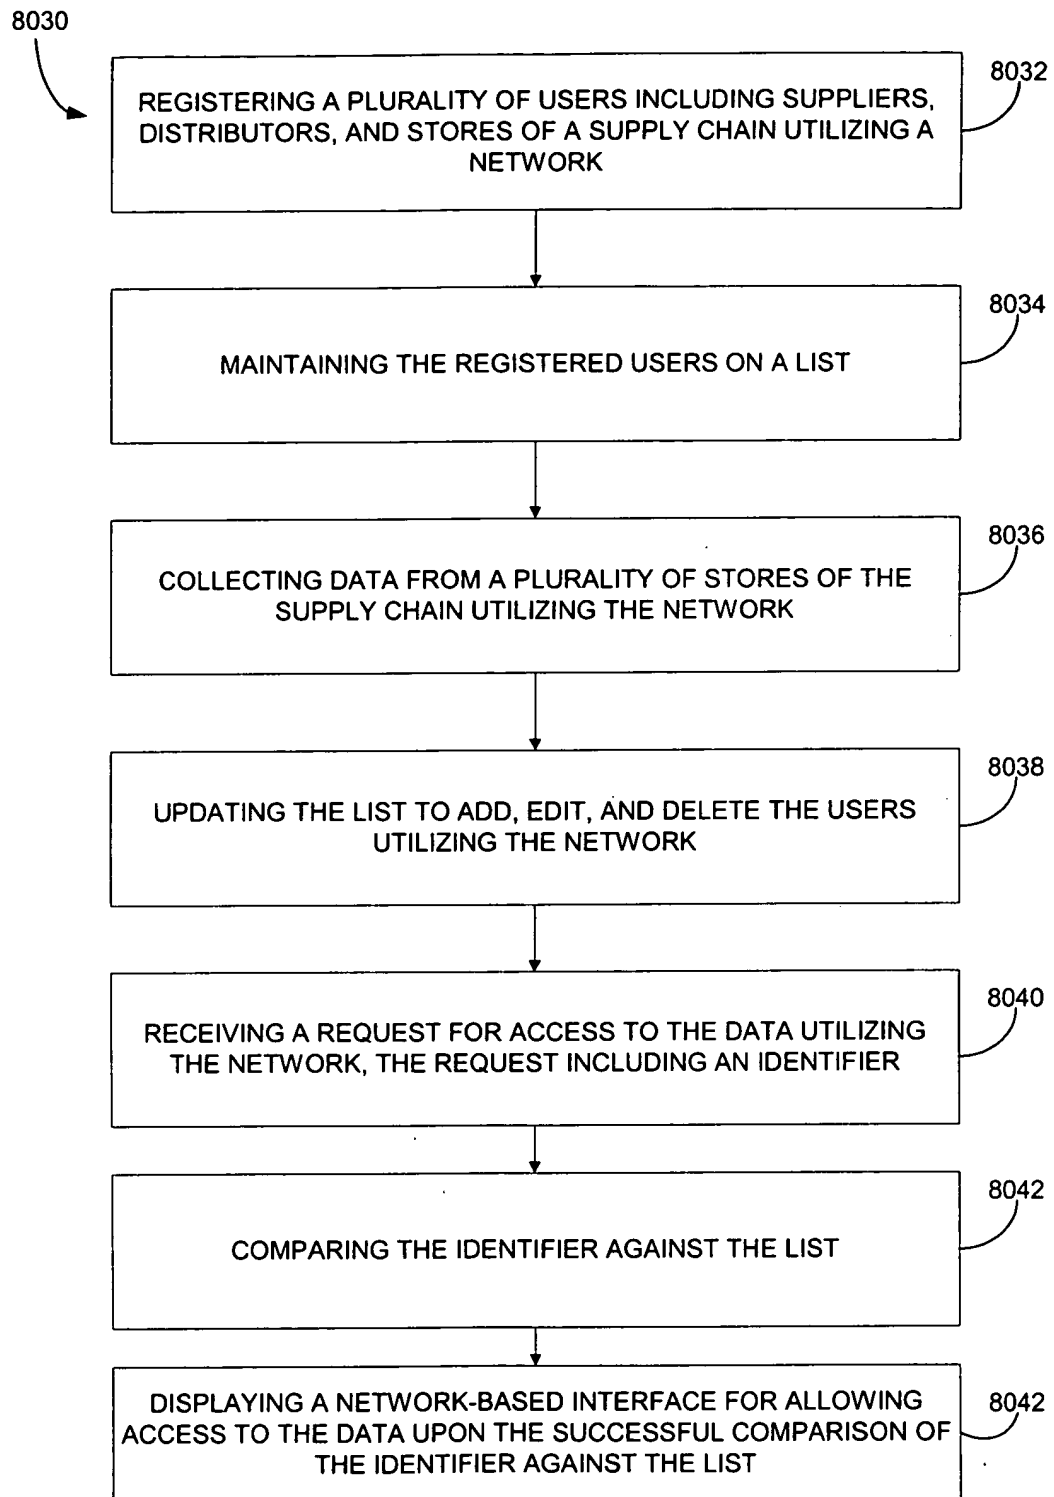 8030
8032
REGISTERING A PLURALITY OF USERS INCLUDING SUPPLIERS,
DISTRIBUTORS, AND STORES OF A SUPPLY CHAIN UTILIZING A
NETWORK
8034
MAINTAINING THE REGISTERED USERS ON A LIST
8036
COLLECTING DATA FROM A PLURALITY OF STORES OF THE
SUPPLY CHAIN UTILIZING THE NETWORK
8038
UPDATING THE LIST TO ADD, EDIT, AND DELETE THE USERS
UTILIZING THE NETWORK
8040
RECEIVING A REQUEST FOR ACCESS TO THE DATA UTILIZING
THE NETWORK, THE REQUEST INCLUDING AN IDENTIFIER
8042
COMPARING THE IDENTIFIER AGAINST THE LIST
8042
DISPLAYING A NETWORK-BASED INTERFACE FOR ALLOWING
ACCESS TO THE DATA UPON THE SUCCESSFUL COMPARISON OF
THE IDENTIFIER AGAINST THE LIST